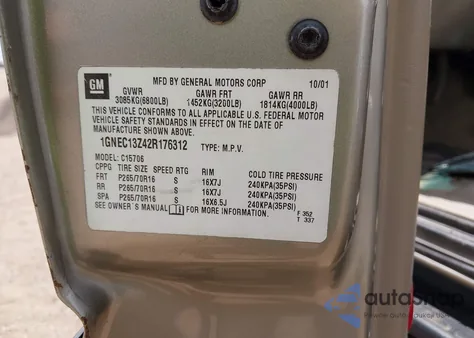 GM
MFD BY GENERAL MOTORS CORP 10/01
GVWR GAWR FRT GAWR RR
3085KG(6800LB) 1452KG(3200LB) 1814KG(4000LB)
THIS VEHICLE CONFORMS TO ALL APPLICABLE U.S. FEDERAL MOTOR
VEHICLE SAFETY STANDARDS IN EFFECT ON THE DATE OF
MANUFACTURE SHOWN ABOVE.
1GNEC13Z42R176312 TYPE: M.P.V.
MODEL: C15706
CPPG TIRE SIZE SPEED RTG RIM COLD TIRE PRESSURE
FRT P265/70R16 S 16X7J 240KPA(35PSI)
RR P265/70R16 S 16X7J 240KPA(35PSI)
SPA P265/70R16 S 16X6.5J 240KPA(35PSI)
SEE OWNER'S MANUAL FOR MORE INFORMATION.
F 352
T 337
autasnap